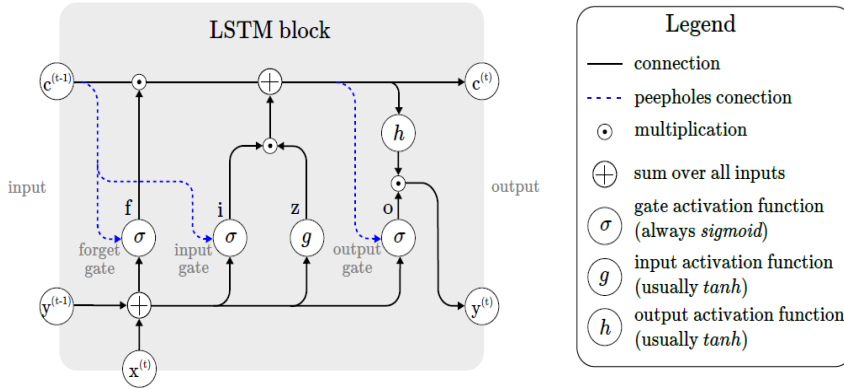 LSTM block
c(t-1)
c(t)
h
input
output
f
i
z
o
σ
σ
g
σ
forget
gate
input
gate
output
gate
y(t-1)
y(t)
x(t)
Legend
connection
peepholes conection
multiplication
sum over all inputs
σ
gate activation function
(always sigmoid)
g
input activation function
(usually tanh)
h
output activation function
(usually tanh)